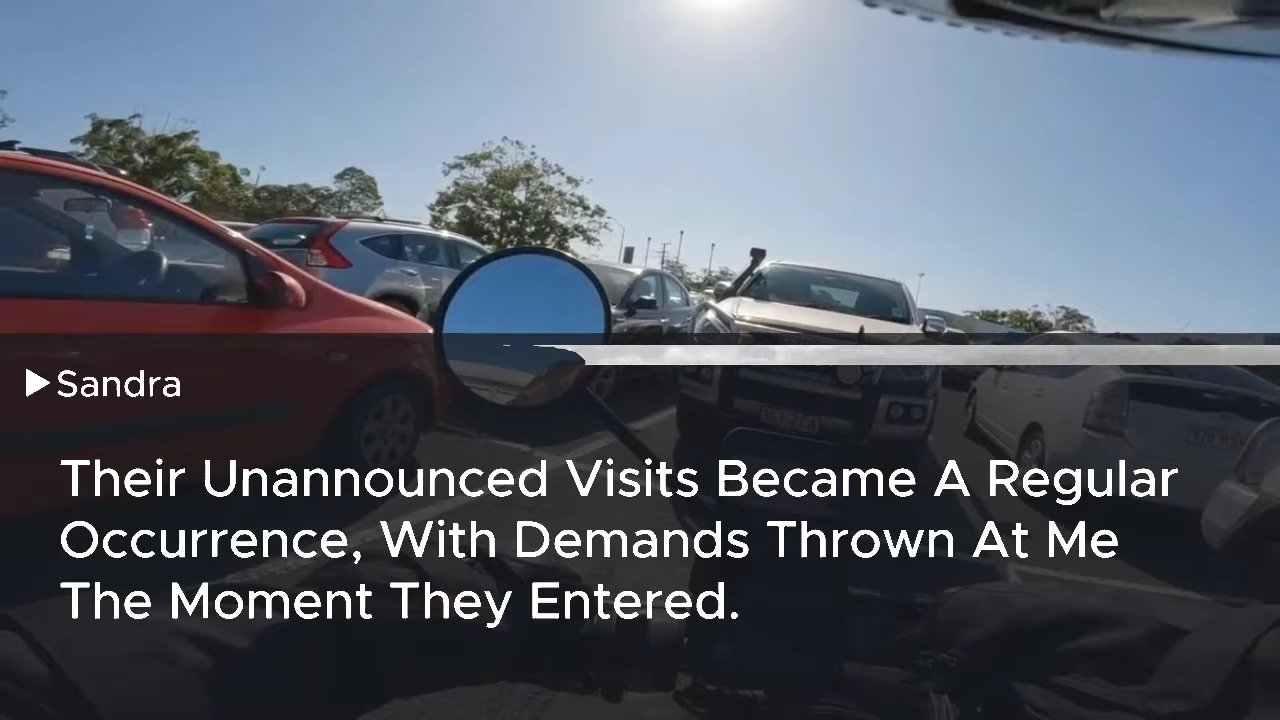 Sandra
Their Unannounced Visits Became A Regular
Occurrence, With Demands Thrown At Me
The Moment They Entered.